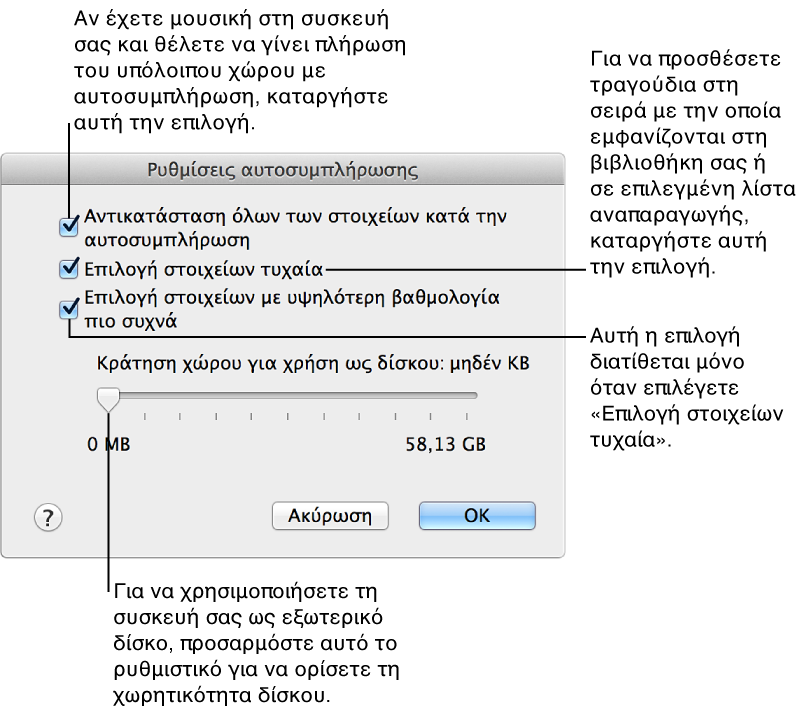 Αν έχετε μουσική στη συσκευή
σας και θέλετε να γίνει πλήρωση
του υπόλοιπου χώρου με
αυτοσυμπλήρωση, καταργήστε
αυτή την επιλογή.
Για να προσθέσετε
τραγούδια στη
σειρά με την οποία
εμφανίζονται στη
βιβλιοθήκη σας ή
σε επιλεγμένη λίστα
αναπαραγωγής,
καταργήστε αυτή
την επιλογή.
Ρυθμίσεις αυτοσυμπλήρωσης
Αντικατάσταση όλων των στοιχείων κατά την
αυτοσυμπλήρωση
Επιλογή στοιχείων τυχαία
Επιλογή στοιχείων με υψηλότερη βαθμολογία
πιο συχνά
Αυτή η επιλογή
διατίθεται μόνο
όταν επιλέγετε
«Επιλογή στοιχείων
τυχαία».
Κράτηση χώρου για χρήση ως δίσκου: μηδέν KB
0 MB
58,13 GB
?
Ακύρωση
OK
Για να χρησιμοποιήσετε τη
συσκευή σας ως εξωτερικό
δίσκο, προσαρμόστε αυτό το
ρυθμιστικό για να ορίσετε τη
χωρητικότητα δίσκου.